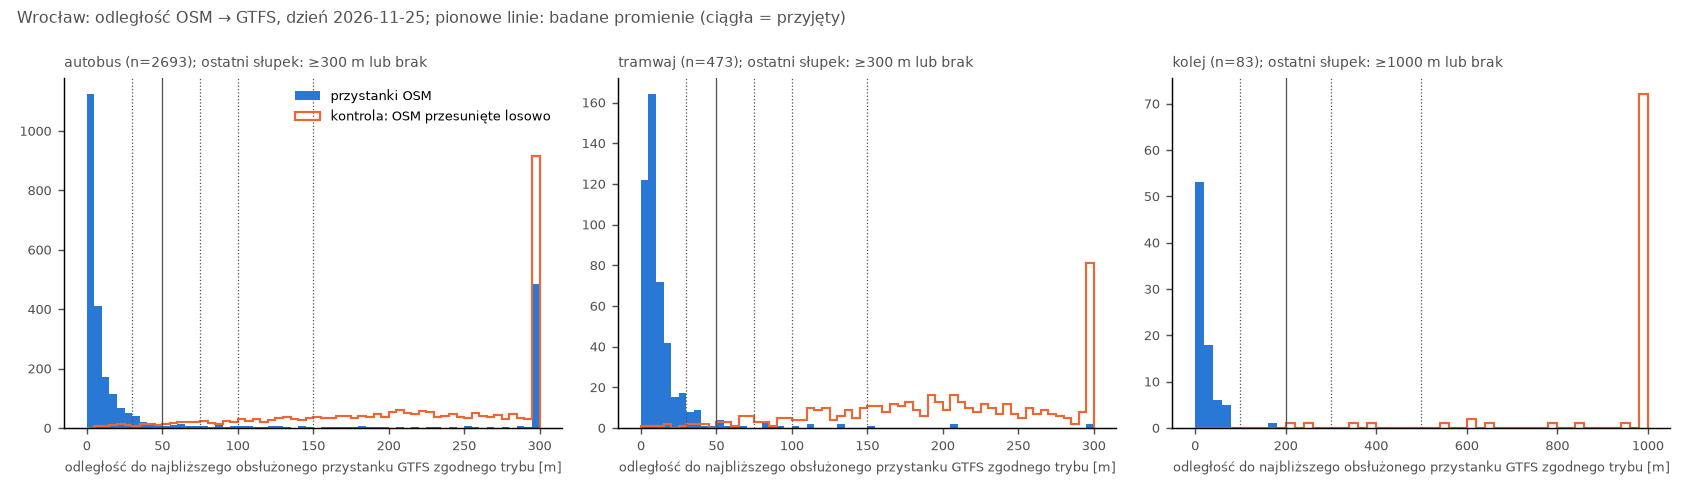 Wrocław: odległość OSM → GTFS, dzień 2026-11-25; pionowe linie: badane promienie (ciągła = przyjęty)
autobus (n=2693); ostatni słupek: ≥300 m lub brak
przystanki OSM
kontrola: OSM przesunięte losowo
1000
800
600
400
200
0
0 50 100 150 200 250 300
odległość do najbliższego obsłużonego przystanku GTFS zgodnego trybu [m]
tramwaj (n=473); ostatni słupek: ≥300 m lub brak
160
140
120
100
80
60
40
20
0
0 50 100 150 200 250 300
odległość do najbliższego obsłużonego przystanku GTFS zgodnego trybu [m]
kolej (n=83); ostatni słupek: ≥1000 m lub brak
70
60
50
40
30
20
10
0
0 200 400 600 800 1000
odległość do najbliższego obsłużonego przystanku GTFS zgodnego trybu [m]